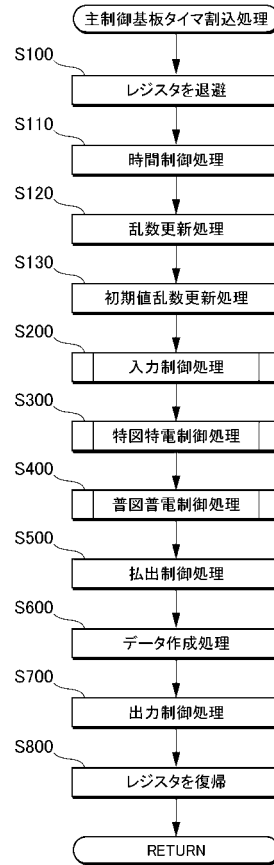 主制御基板タイマ割込処理
S100
レジスタを退避
S110
時間制御処理
S120
乱数更新処理
S130
初期値乱数更新処理
S200
入力制御処理
S300
特図特電制御処理
S400
普図普電制御処理
S500
払出制御処理
S600
データ作成処理
S700
出力制御処理
S800
レジスタを復帰
RETURN